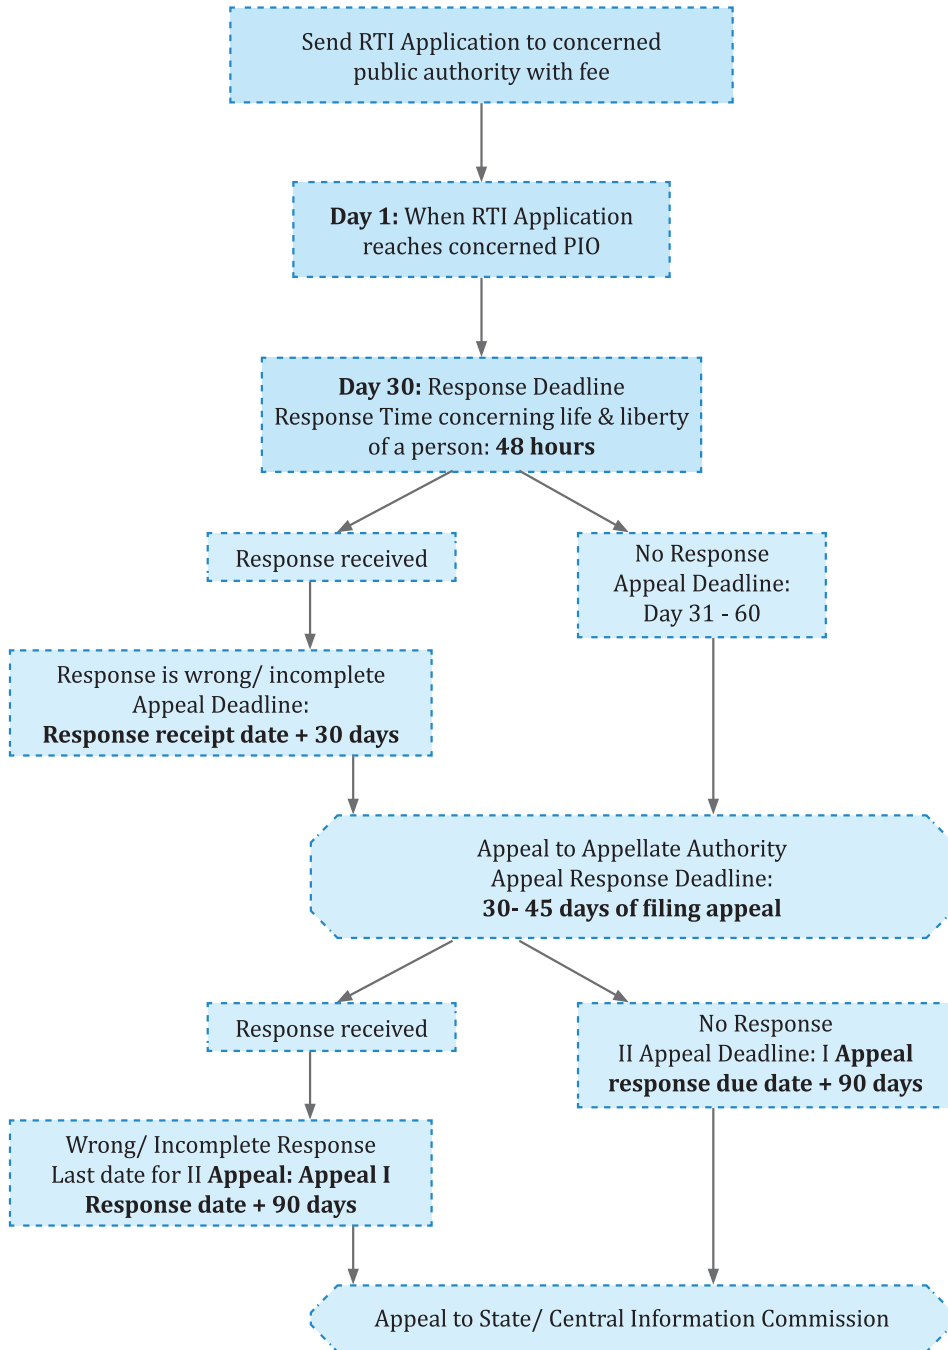 Send RTI Application to concerned
public authority with fee
Day 1: When RTI Application
reaches concerned PIO
Day 30: Response Deadline
Response Time concerning life & liberty
of a person: 48 hours
Response received
No Response
Appeal Deadline:
Day 31 - 60
Response is wrong/ incomplete
Appeal Deadline:
Response receipt date + 30 days
Appeal to Appellate Authority
Appeal Response Deadline:
30- 45 days of filing appeal
Response received
No Response
II Appeal Deadline: I Appeal
response due date + 90 days
Wrong/ Incomplete Response
Last date for II Appeal: Appeal I
Response date + 90 days
Appeal to State/ Central Information Commission